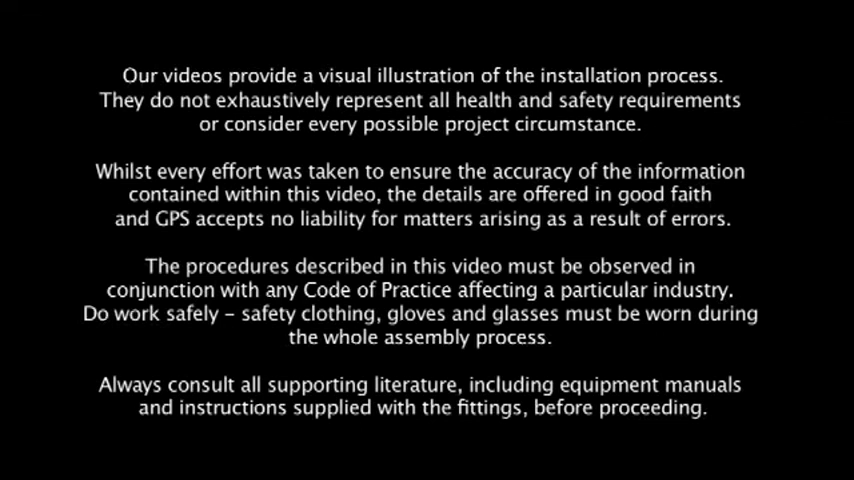 Our videos provide a visual illustration of the installation process.
They do not exhaustively represent all health and safety requirements
or consider every possible project circumstance.
Whilst every effort was taken to ensure the accuracy of the information
contained within this video, the details are offered in good faith
and GPS accepts no liability for matters arising as a result of errors.
The procedures described in this video must be observed in
conjunction with any Code of Practice affecting a particular industry.
Do work safely – safety clothing, gloves and glasses must be worn during
the whole assembly process.
Always consult all supporting literature, including equipment manuals
and instructions supplied with the fittings, before proceeding.